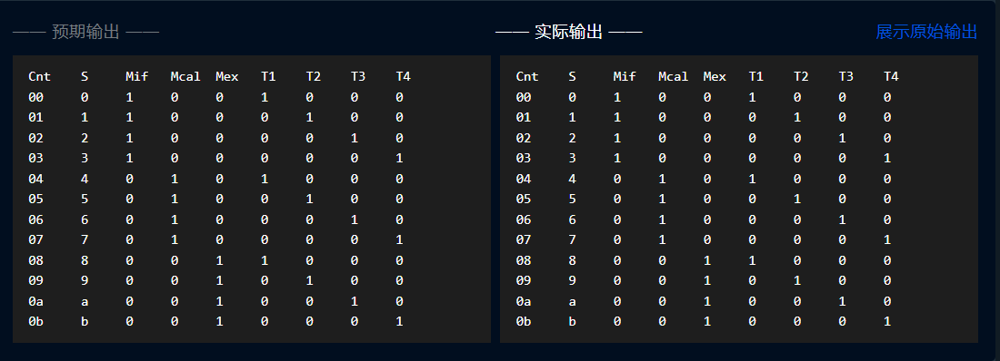 —— 预期输出 —— —— 实际输出 —— 展示原始输出
Cnt S Mif Mcal Mex T1 T2 T3 T4 Cnt S Mif Mcal Mex T1 T2 T3 T4
00 0 1 0 0 1 0 0 0 00 0 1 0 0 1 0 0 0
01 1 1 0 0 0 1 0 0 01 1 1 0 0 0 1 0 0
02 2 1 0 0 0 0 1 0 02 2 1 0 0 0 0 1 0
03 3 1 0 0 0 0 0 1 03 3 1 0 0 0 0 0 1
04 4 0 1 0 1 0 0 0 04 4 0 1 0 1 0 0 0
05 5 0 1 0 0 1 0 0 05 5 0 1 0 0 1 0 0
06 6 0 1 0 0 0 1 0 06 6 0 1 0 0 0 1 0
07 7 0 1 0 0 0 0 1 07 7 0 1 0 0 0 0 1
08 8 0 0 1 1 0 0 0 08 8 0 0 1 1 0 0 0
09 9 0 0 1 0 1 0 0 09 9 0 0 1 0 1 0 0
0a a 0 0 1 0 0 1 0 0a a 0 0 1 0 0 1 0
0b b 0 0 1 0 0 0 1 0b b 0 0 1 0 0 0 1